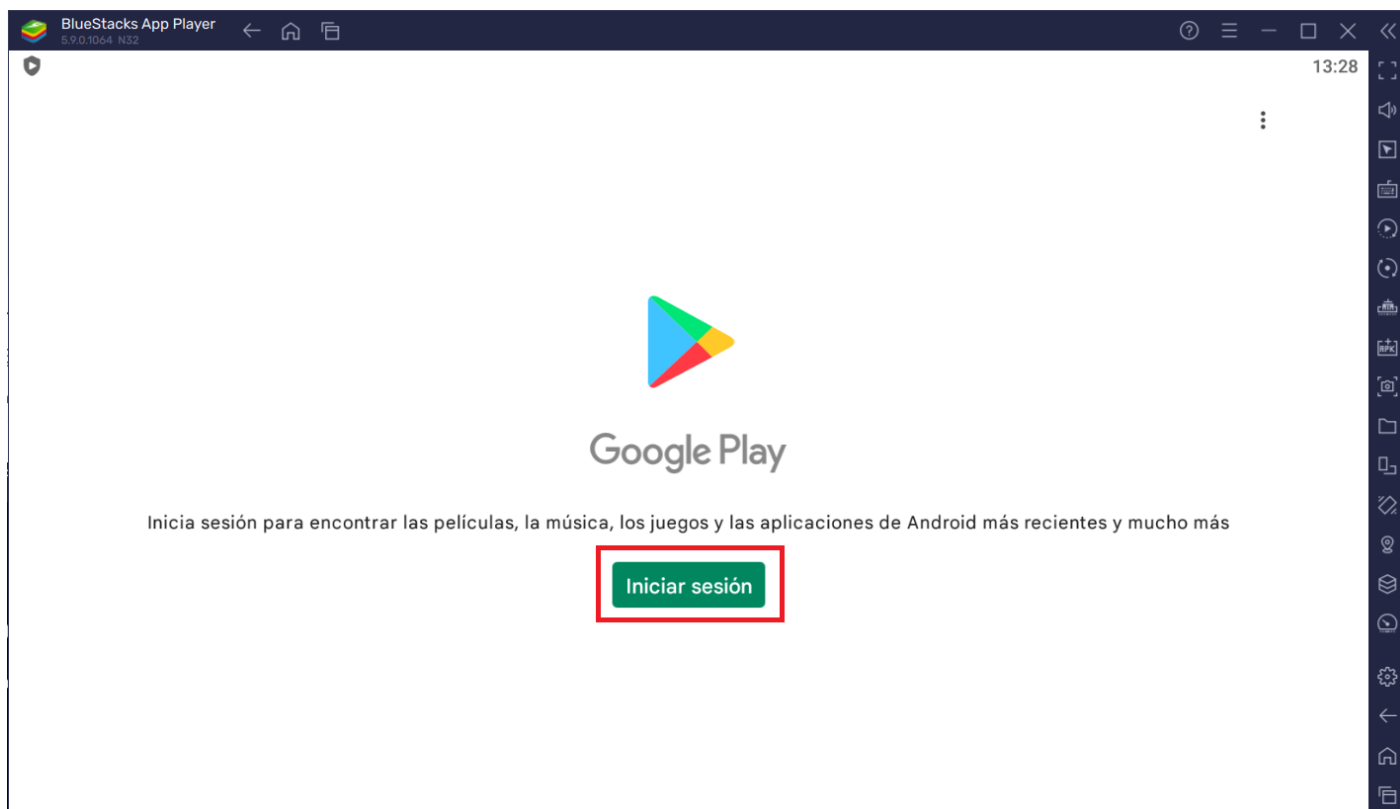 BlueStacks App Player
5.9.0.1064 N32
13:28
Google Play
Inicia sesión para encontrar las películas, la música, los juegos y las aplicaciones de Android más recientes y mucho más
Iniciar sesión